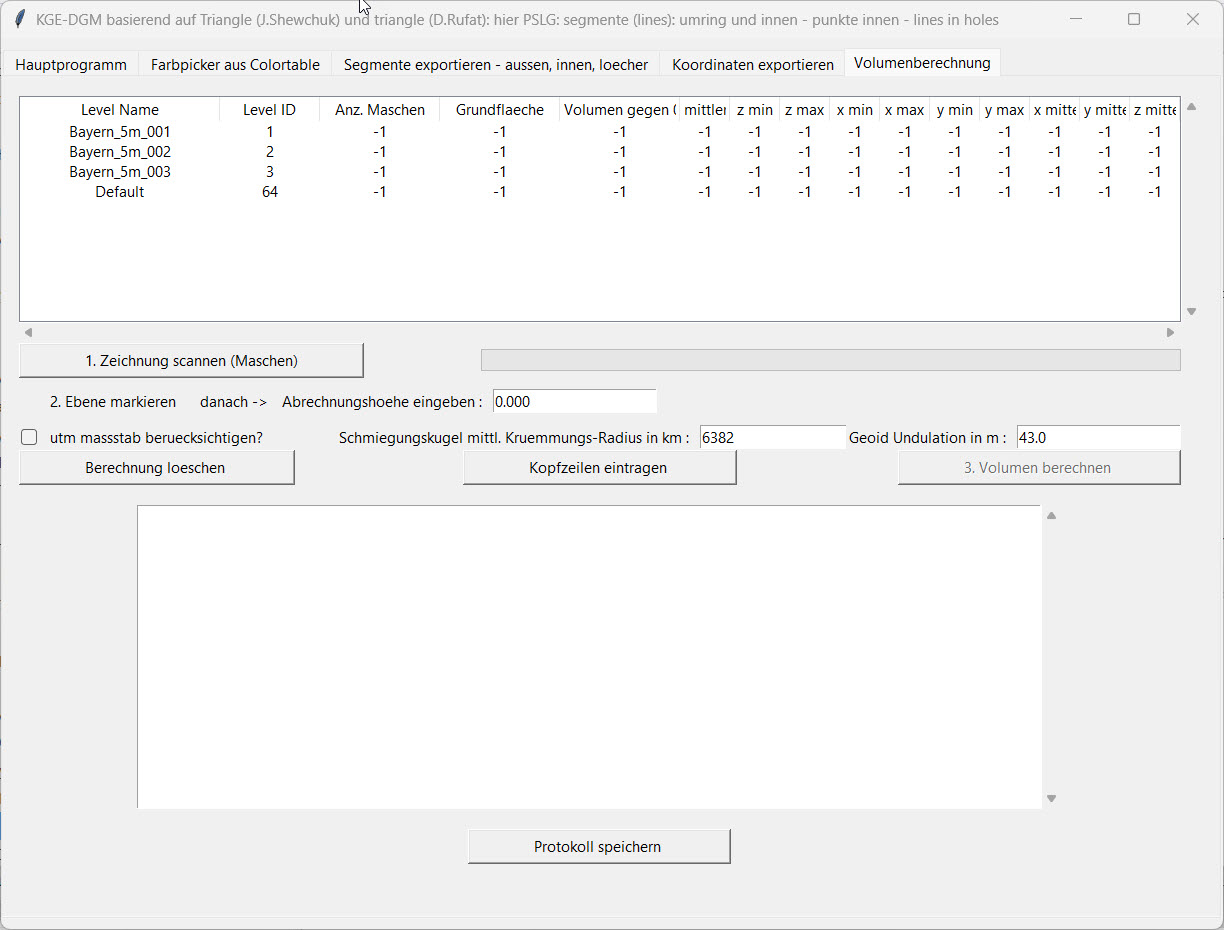 KGE-DGM basierend auf Triangle (J.Shewchuk) und triangle (D.Rufat): hier PSLG: segmente (lines): umring und innen - punkte innen - lines in holes
Hauptprogramm Farbpicker aus Colortable Segmente exportieren - aussen, innen, loecher Koordinaten exportieren Volumenberechnung
Level Name Level ID Anz. Maschen Grundflaeche Volumen gegen mittler z min z max x min x max y min y max x mitte y mitte z mitte
Bayern_5m_001 1 -1 -1 -1 -1 -1 -1 -1 -1 -1 -1 -1 -1 -1
Bayern_5m_002 2 -1 -1 -1 -1 -1 -1 -1 -1 -1 -1 -1 -1 -1
Bayern_5m_003 3 -1 -1 -1 -1 -1 -1 -1 -1 -1 -1 -1 -1 -1
Default 64 -1 -1 -1 -1 -1 -1 -1 -1 -1 -1 -1 -1 -1
1. Zeichnung scannen (Maschen)
2. Ebene markieren danach -> Abrechnungshoehe eingeben : 0.000
utm massstab beruecksichtigen? Schmiegungskugel mittl. Kruemmungs-Radius in km : 6382 Geoid Undulation in m : 43.0
Berechnung loeschen Kopfzeilen eintragen 3. Volumen berechnen
Protokoll speichern